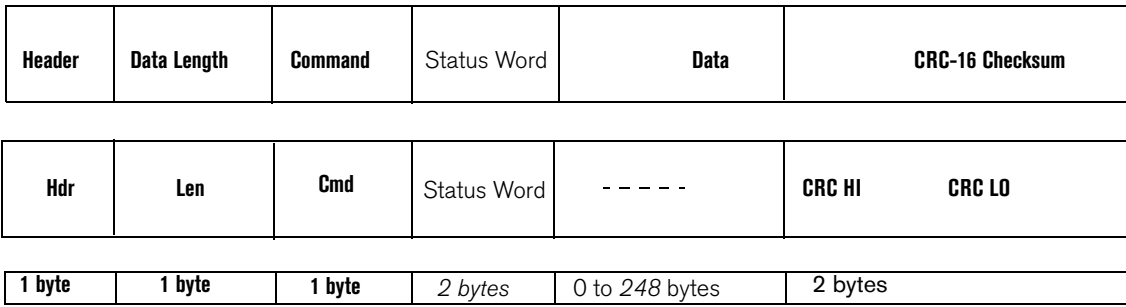 Header Data Length Command Status Word Data CRC-16 Checksum
Hdr Len Cmd Status Word - - - - - CRC HI CRC LO
1 byte 1 byte 1 byte 2 bytes 0 to 248 bytes 2 bytes